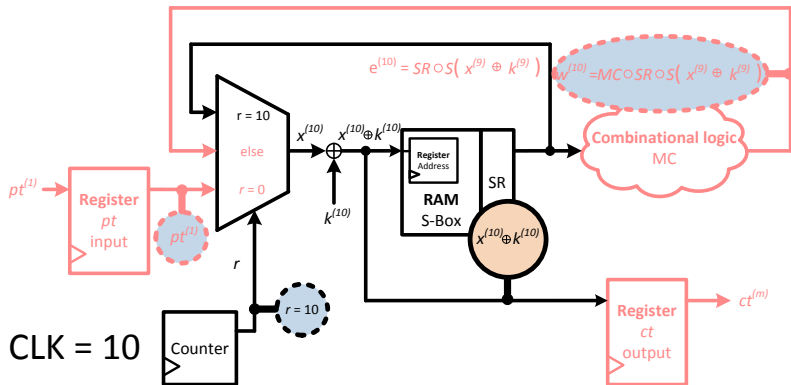 e⁽¹⁰⁾ = SR○S( x⁽⁹⁾ ⊕ k⁽⁹⁾ )
w⁽¹⁰⁾ =MC○SR○S( x⁽⁹⁾ ⊕ k⁽⁹⁾ )
r = 10
else
r = 0
x⁽¹⁰⁾
x⁽¹⁰⁾⊕ k⁽¹⁰⁾
k⁽¹⁰⁾
Register
Address
RAM
S-Box
SR
Combinational logic
MC
pt⁽¹⁾
Register
pt
input
pt⁽¹⁾
x⁽¹⁰⁾⊕ k⁽¹⁰⁾
r
r = 10
Register
ct
output
ct⁽ᵐ⁾
Counter
CLK = 10